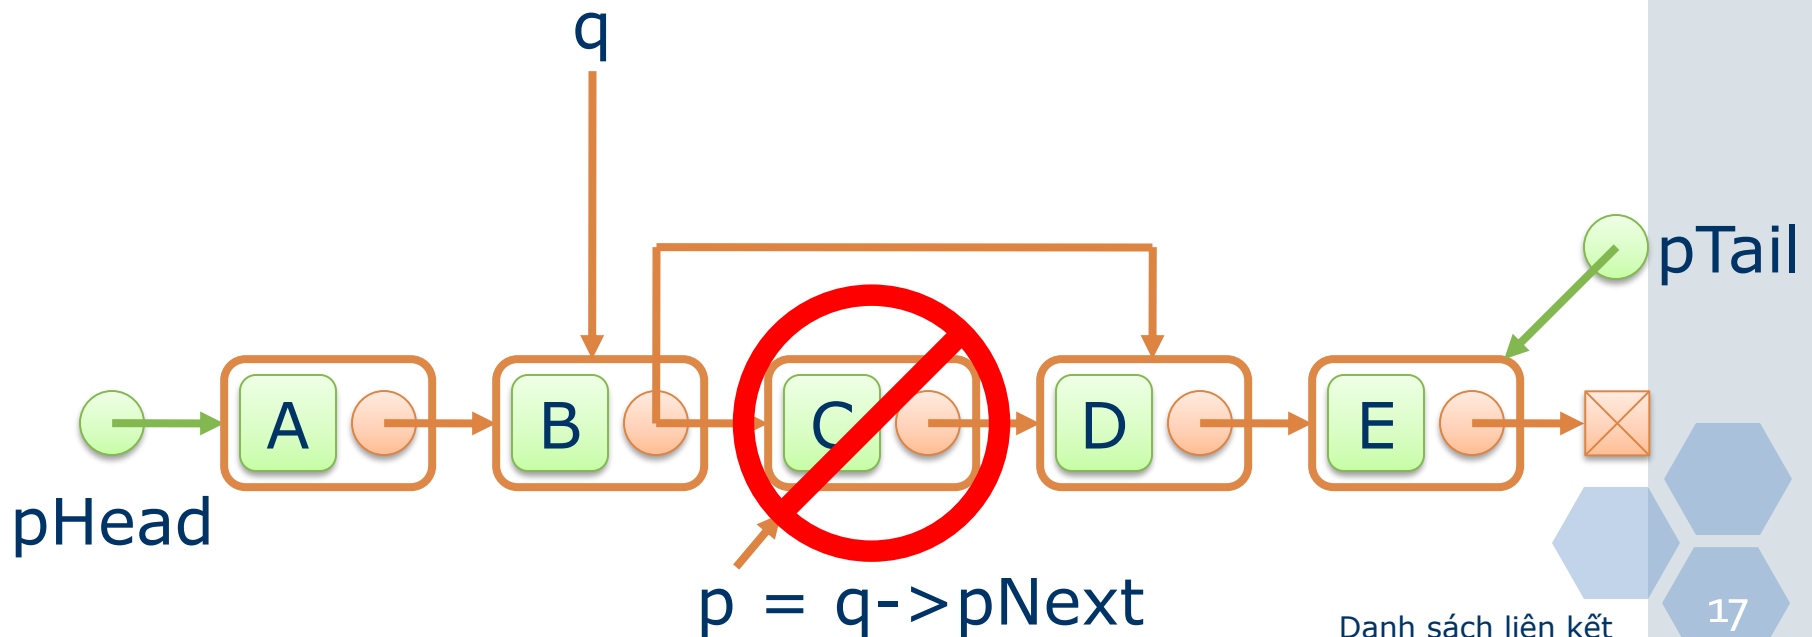 q
pTail
A
B
C
D
E
pHead
p = q->pNext
Danh sách liên kết
17